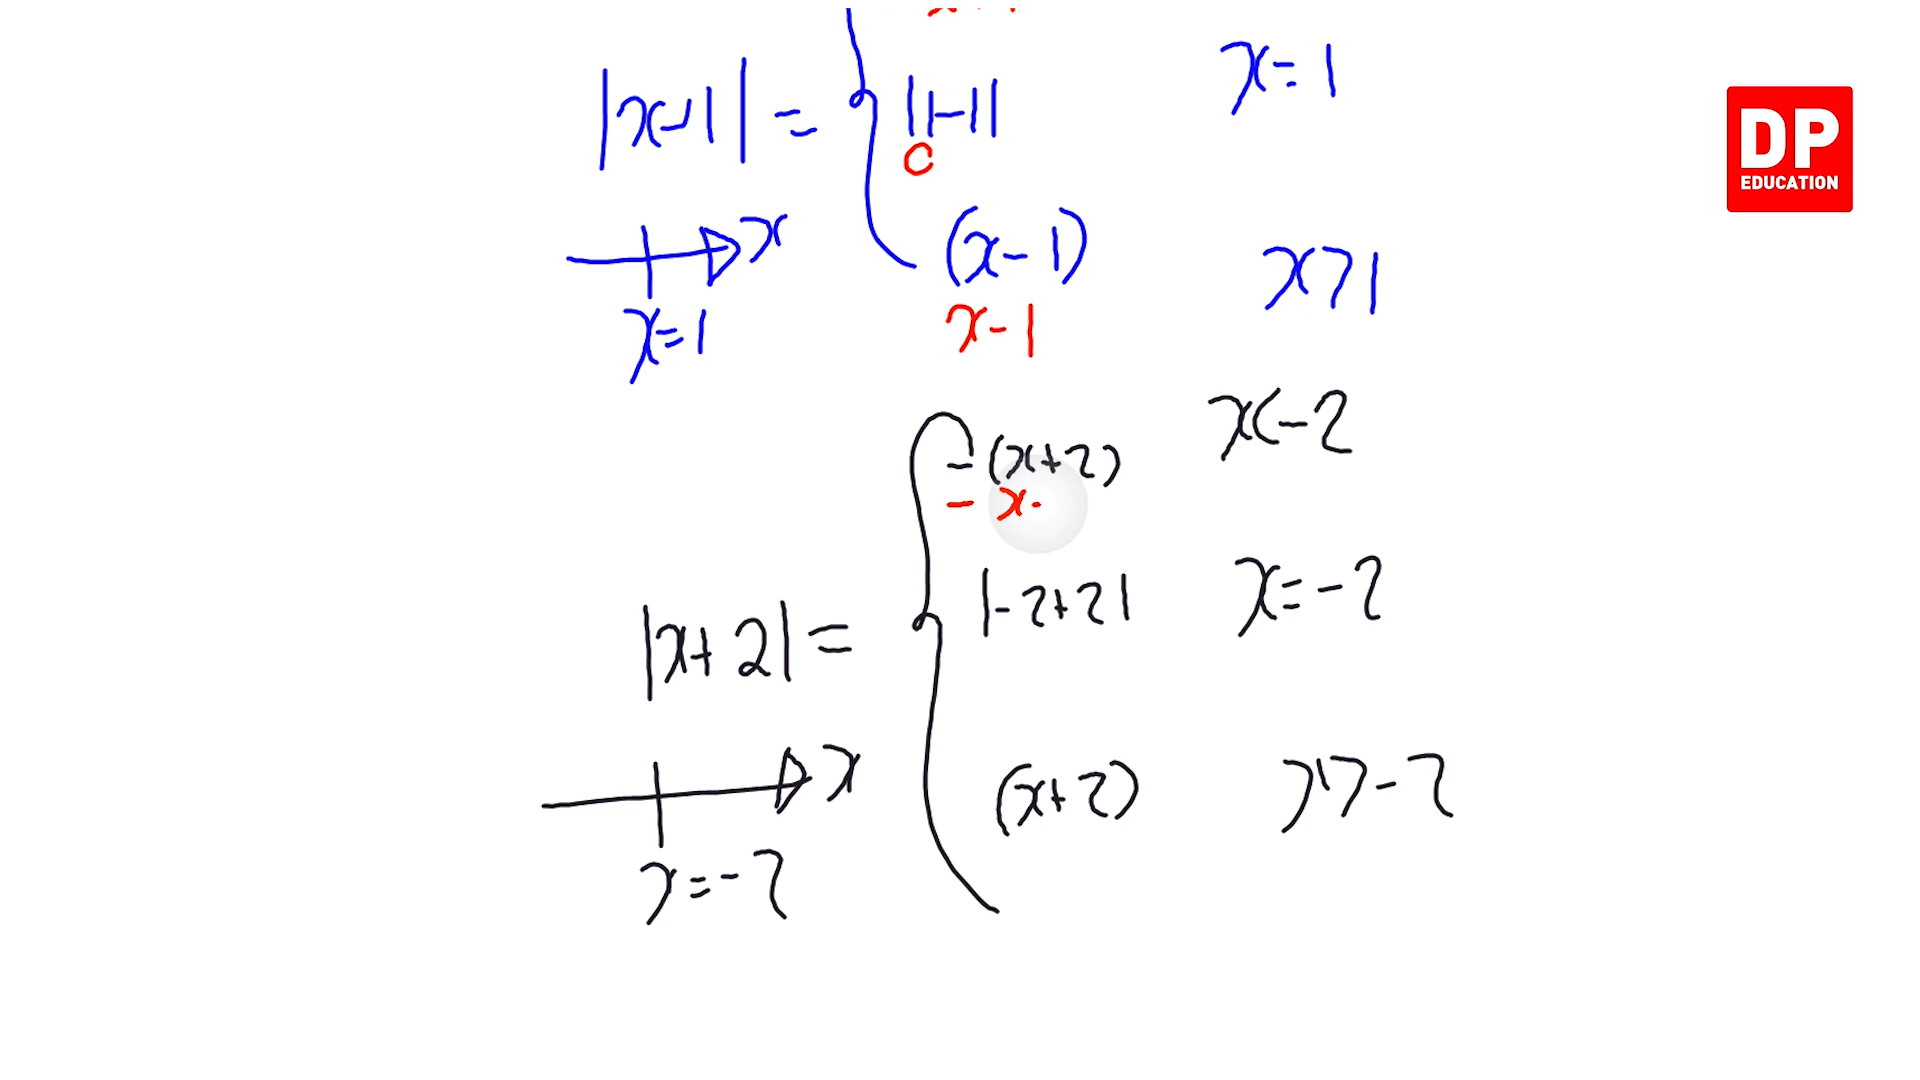 x=1
|x-1| =
|1-1|
0
(x-1)
x>1
x
x=1
x-1
x<-2
-(x+2)
-x-
|-2+2|
x=-2
|x+2|=
x
(x+2)
x>-2
x=-2
DP
EDUCATION